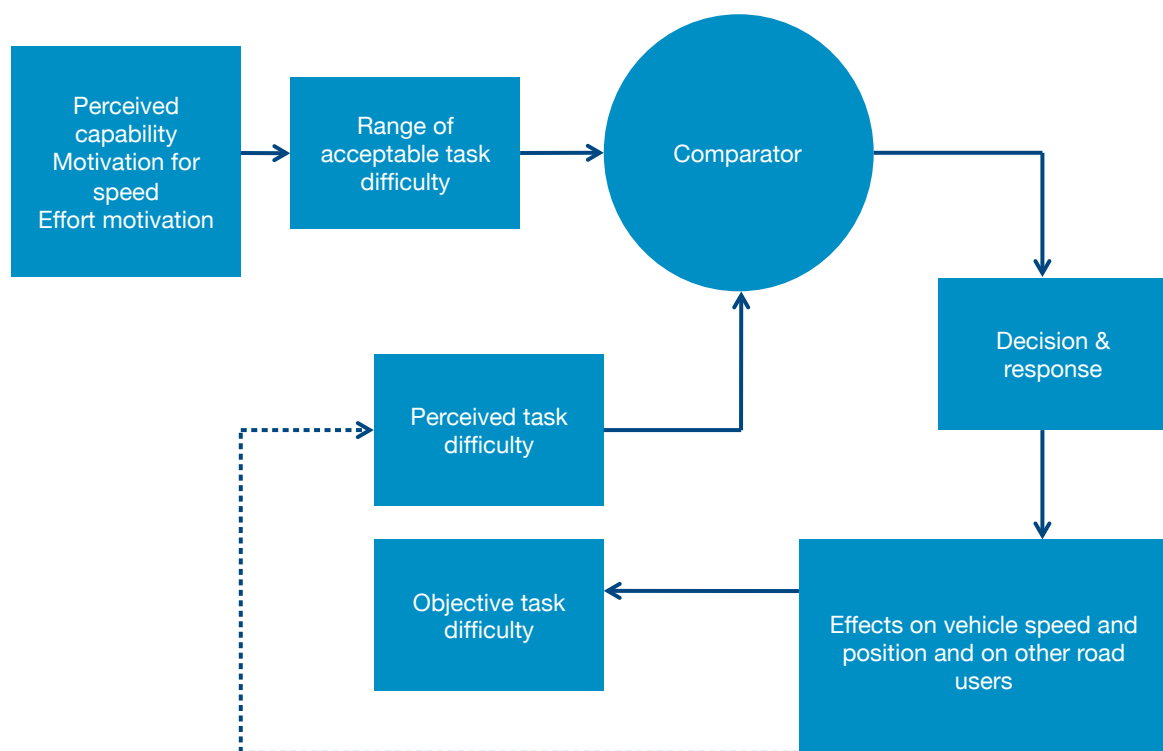 Perceived
capability
Motivation for
speed
Effort motivation
Range of
acceptable task
difficulty
Comparator
Decision &
response
Perceived task
difficulty
Objective task
difficulty
Effects on vehicle speed and
position and on other road
users